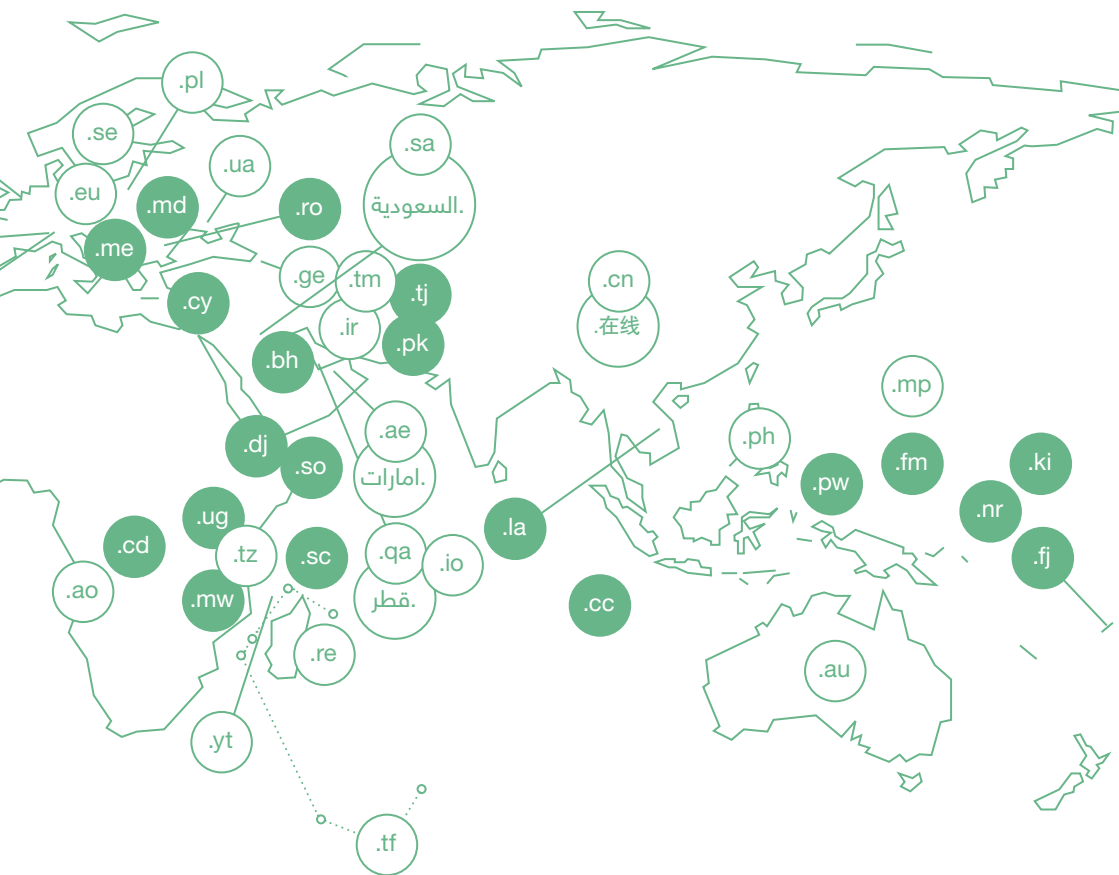 .pl
.se
.sa
.ua
.eu
.md
.ro
.السعودية
.me
.ge
.tm
.tj
.cn
.cy
.ir
.在线
.pk
.bh
.mp
.ae
.ph
.dj
.so
.fm
.ki
.امارات
.pw
.nr
.ug
.la
.cd
.tz
.sc
.qa
.io
.fj
.ao
.mw
.قطر
.cc
.re
.au
.yt
.tf